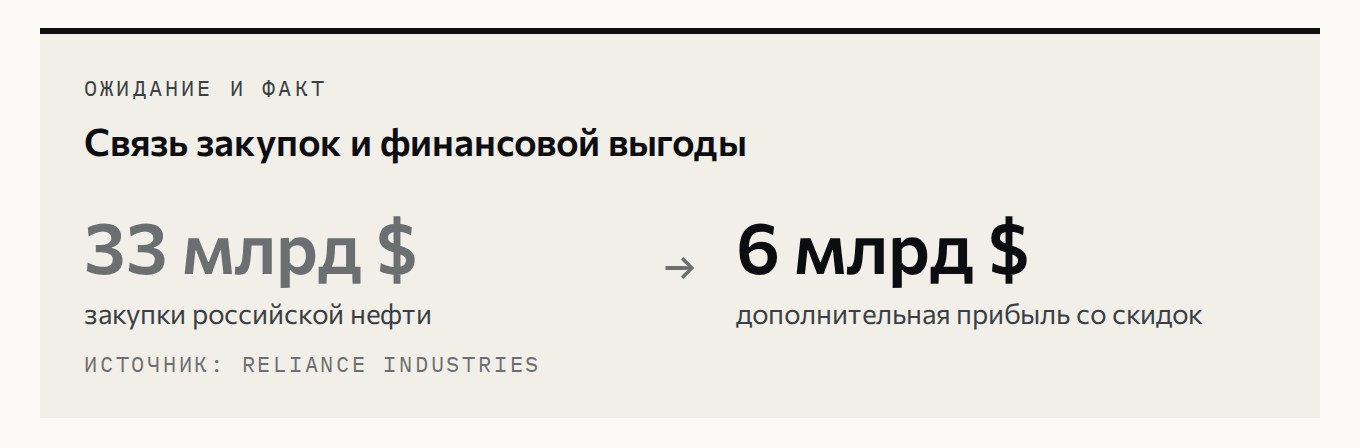 ОЖИДАНИЕ И ФАКТ
Связь закупок и финансовой выгоды
33 млрд $ → 6 млрд $
закупки российской нефти дополнительная прибыль со скидок
ИСТОЧНИК: RELIANCE INDUSTRIES